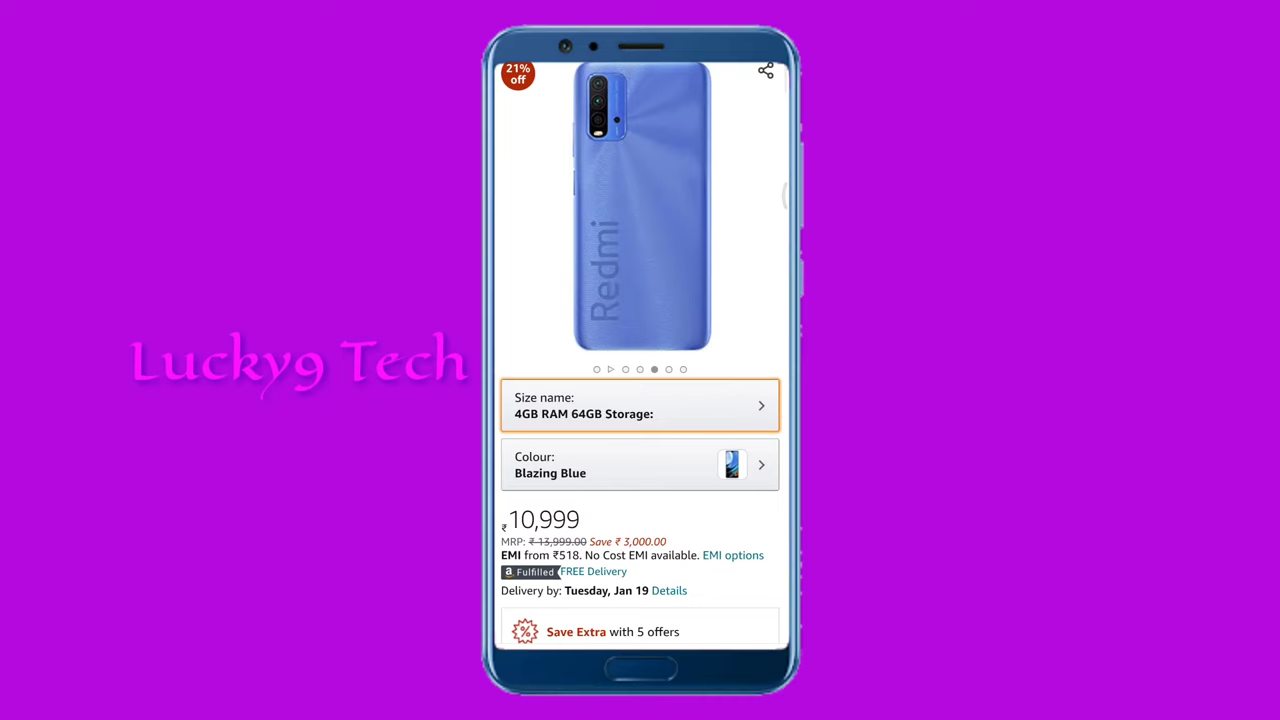 21%
off
Redmi
Lucky9 Tech
Size name:
4GB RAM 64GB Storage:
Colour:
Blazing Blue
₹10,999
MRP: ₹ 13,999.00 Save ₹ 3,000.00
EMI from ₹518. No Cost EMI available. EMI options
a Fulfilled FREE Delivery
Delivery by: Tuesday, Jan 19 Details
% Save Extra with 5 offers